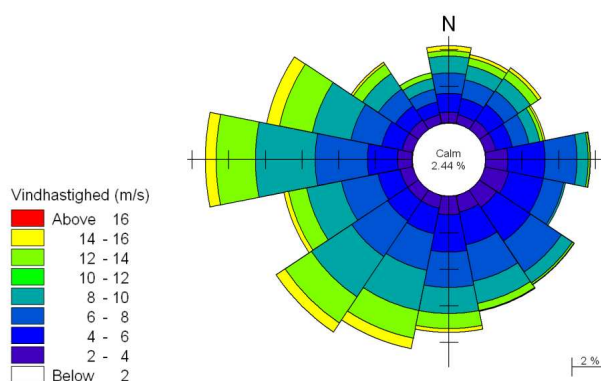 N
Calm
2.44 %
Vindhastighed (m/s)
Above 16
14 - 16
12 - 14
10 - 12
8 - 10
6 - 8
4 - 6
2 - 4
Below 2
2 %